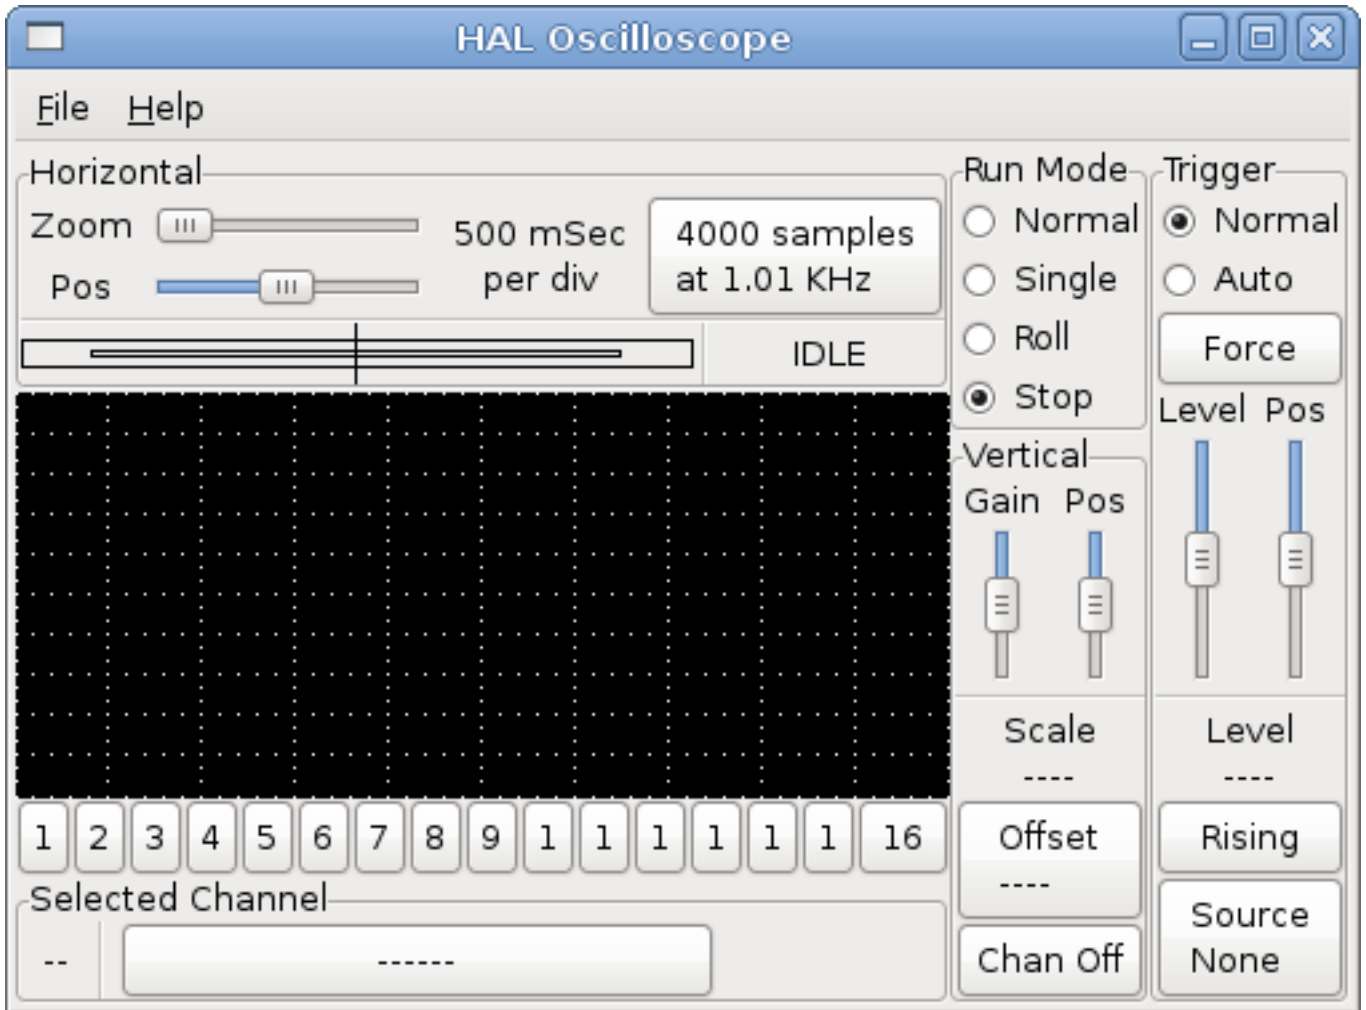 HAL Oscilloscope
File Help
Horizontal
Zoom
Pos
500 mSec
per div
4000 samples
at 1.01 KHz
IDLE
Run Mode
Normal
Single
Roll
Stop
Trigger
Normal
Auto
Force
Level Pos
Vertical
Gain Pos
Scale
----
Level
----
1 2 3 4 5 6 7 8 9 1 1 1 1 1 1 16
Offset
----
Rising
Selected Channel
--
------
Chan Off
Source
None